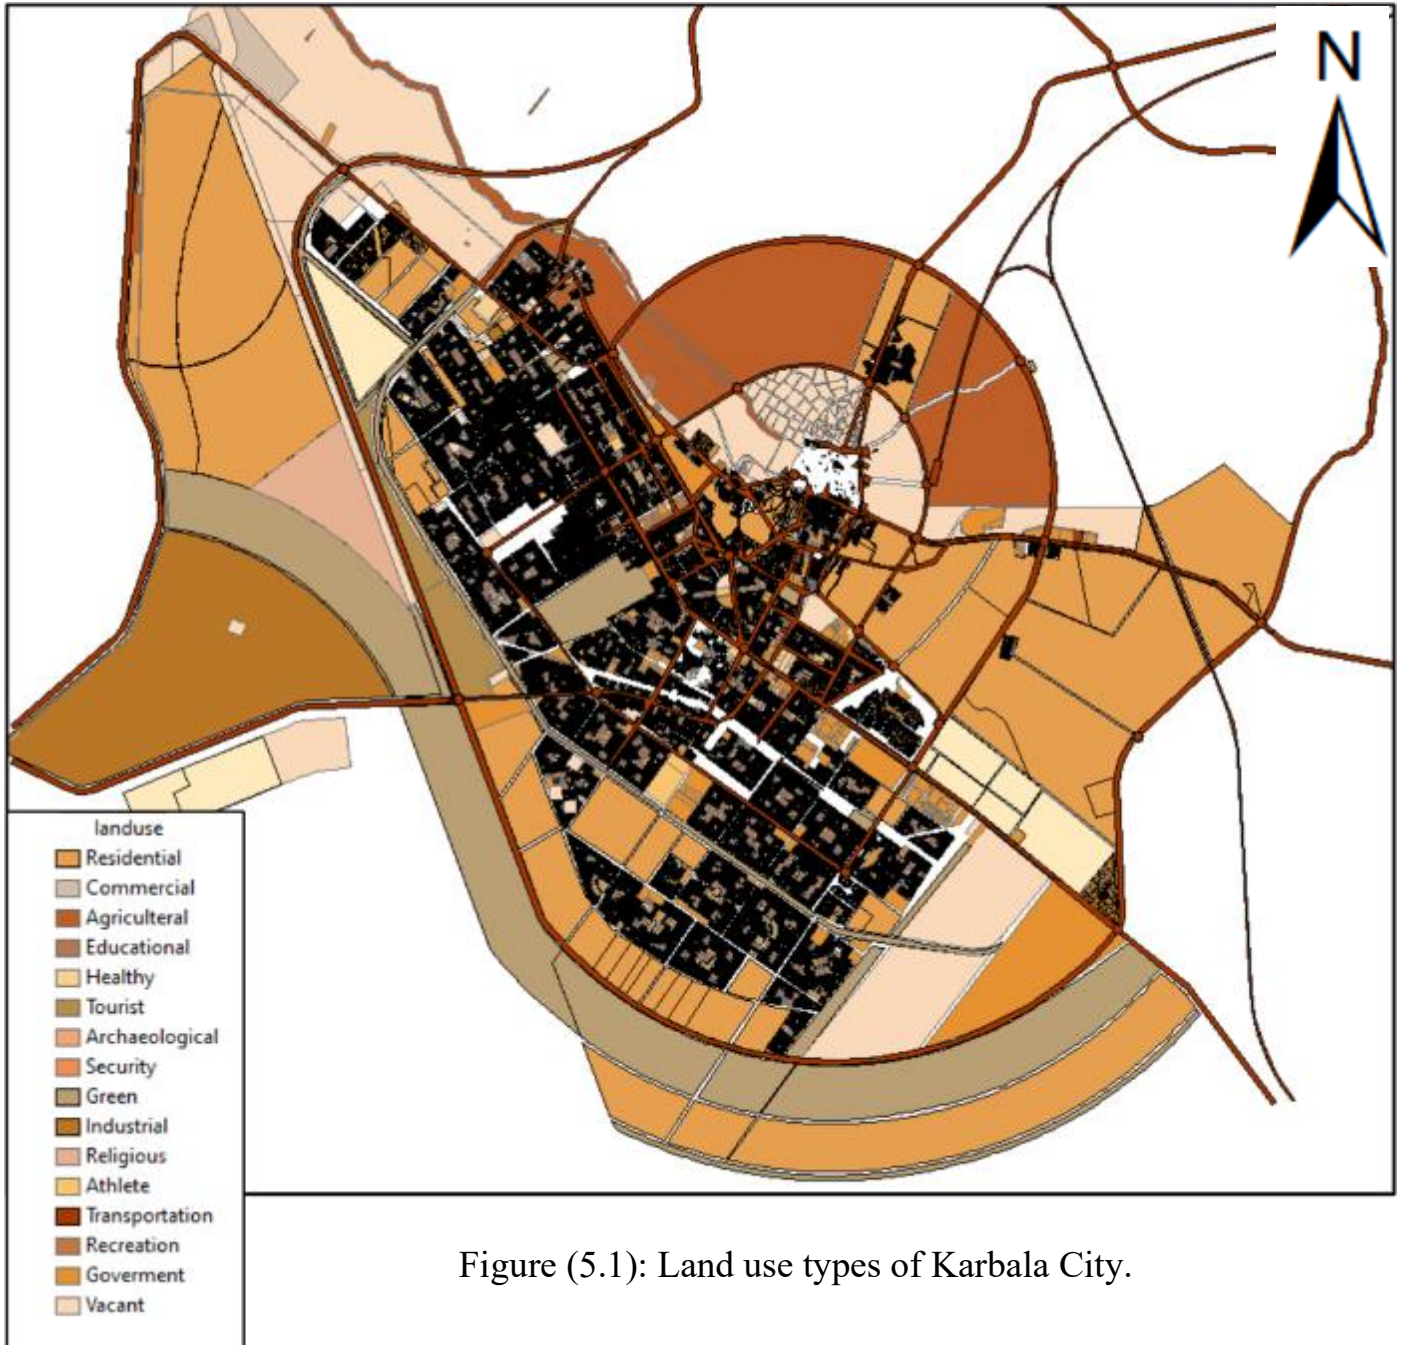 N
landuse
Residential
Commercial
Agriculteral
Educational
Healthy
Tourist
Archaeological
Security
Green
Industrial
Religious
Athlete
Transportation
Recreation
Goverment
Vacant
Figure (5.1): Land use types of Karbala City.